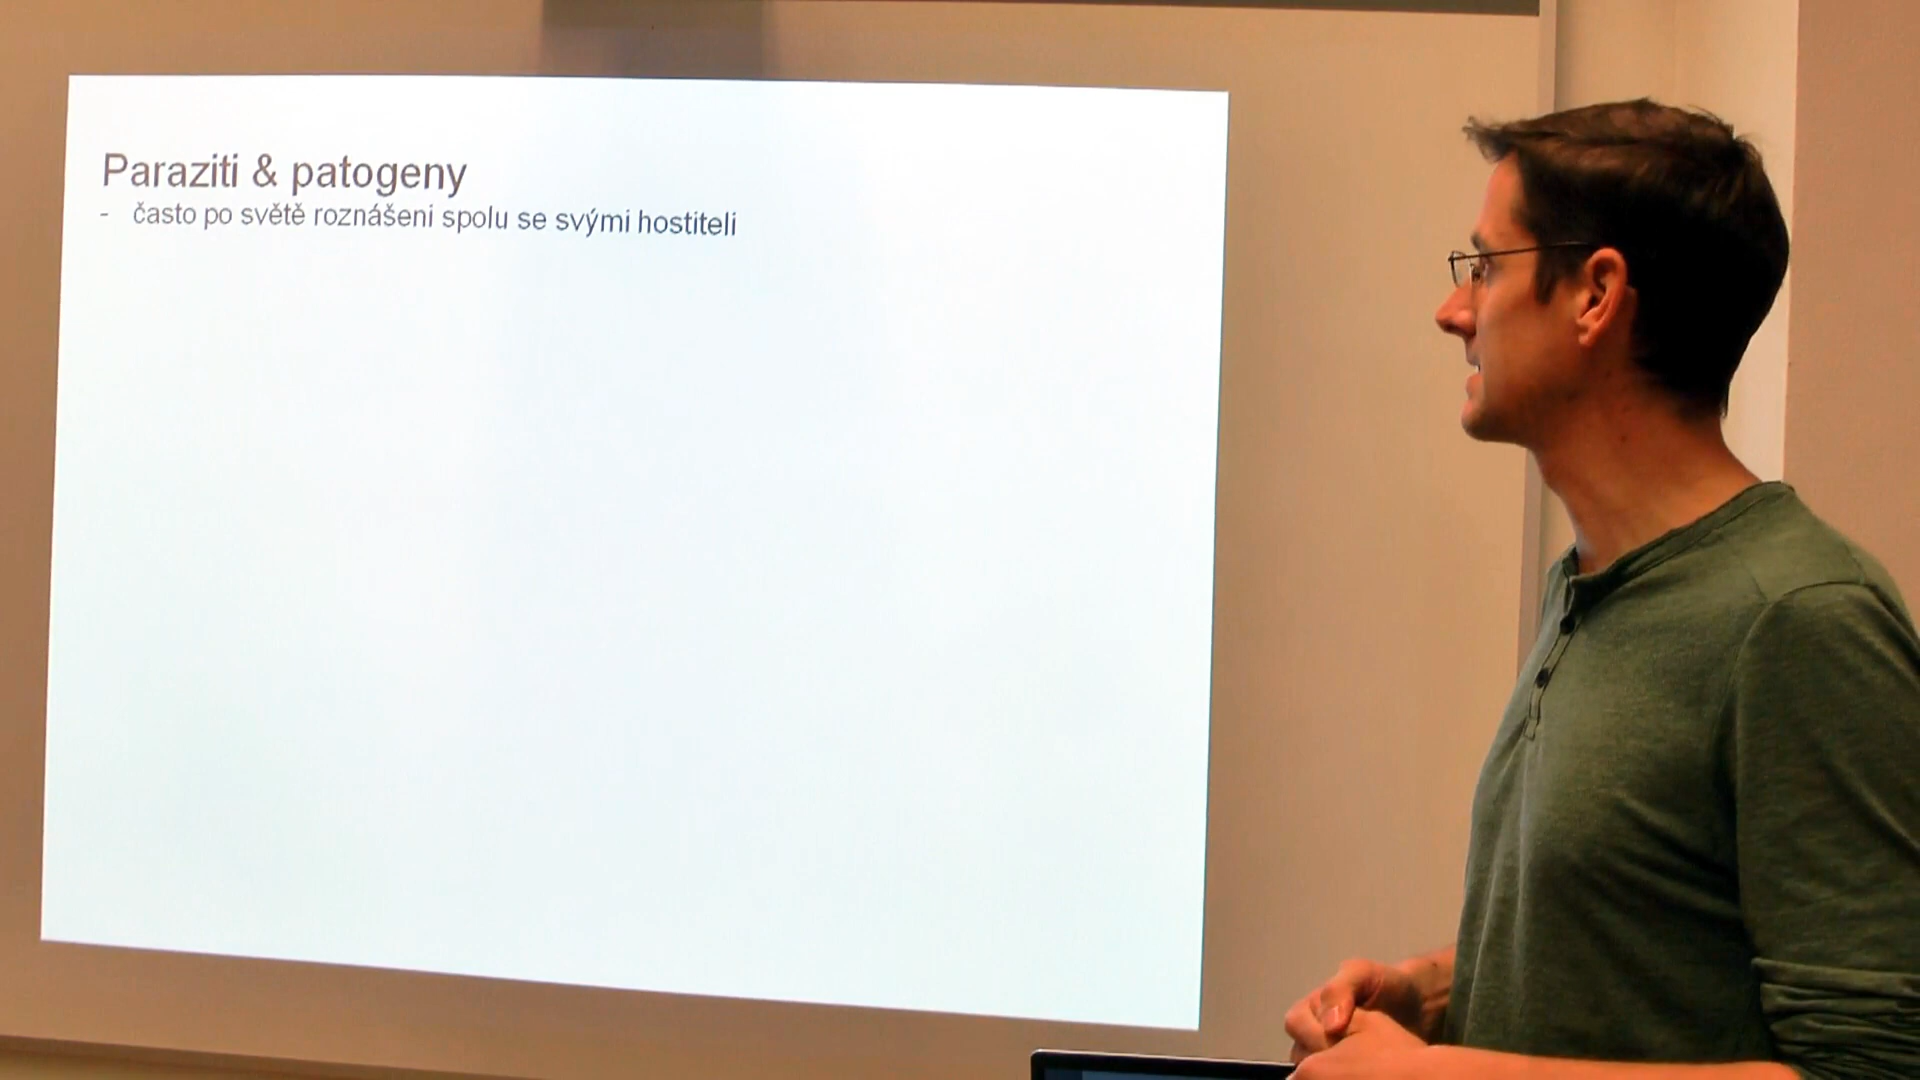 Paraziti & patogeny
- často po světě roznášeni spolu se svými hostiteli